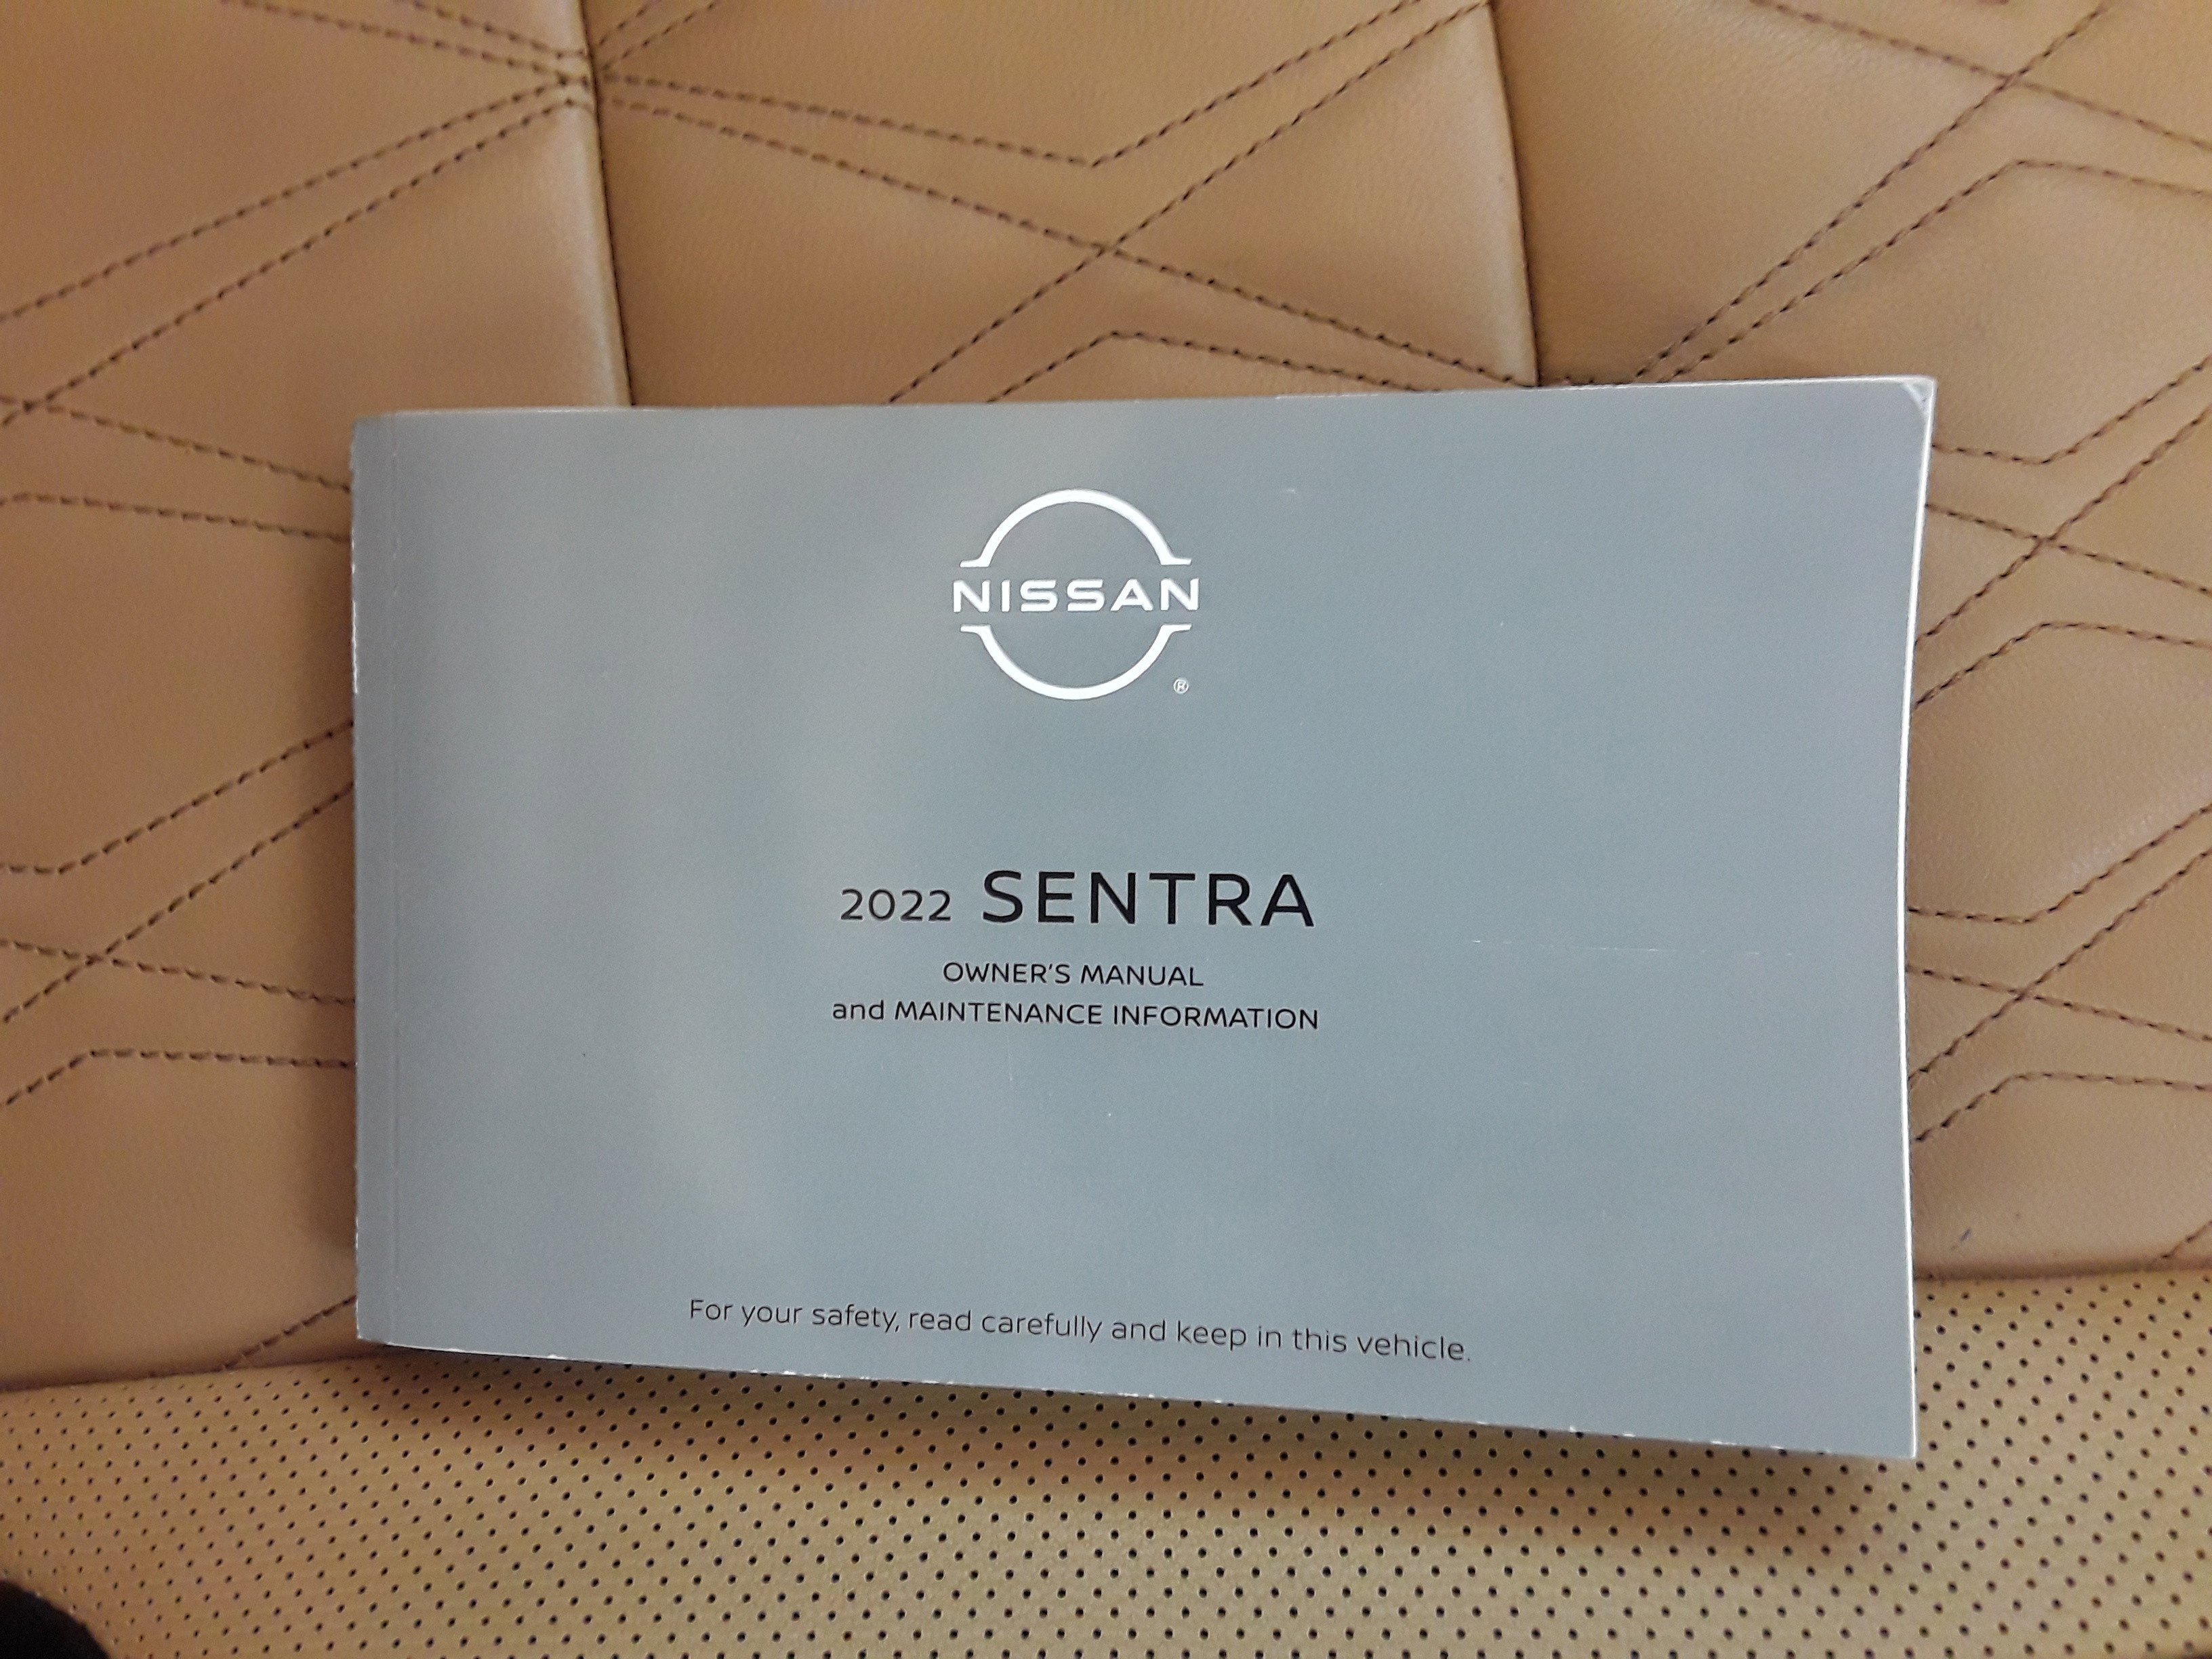 NISSAN
®
2022 SENTRA
OWNER'S MANUAL
and MAINTENANCE INFORMATION
For your safety, read carefully and keep in this vehicle.